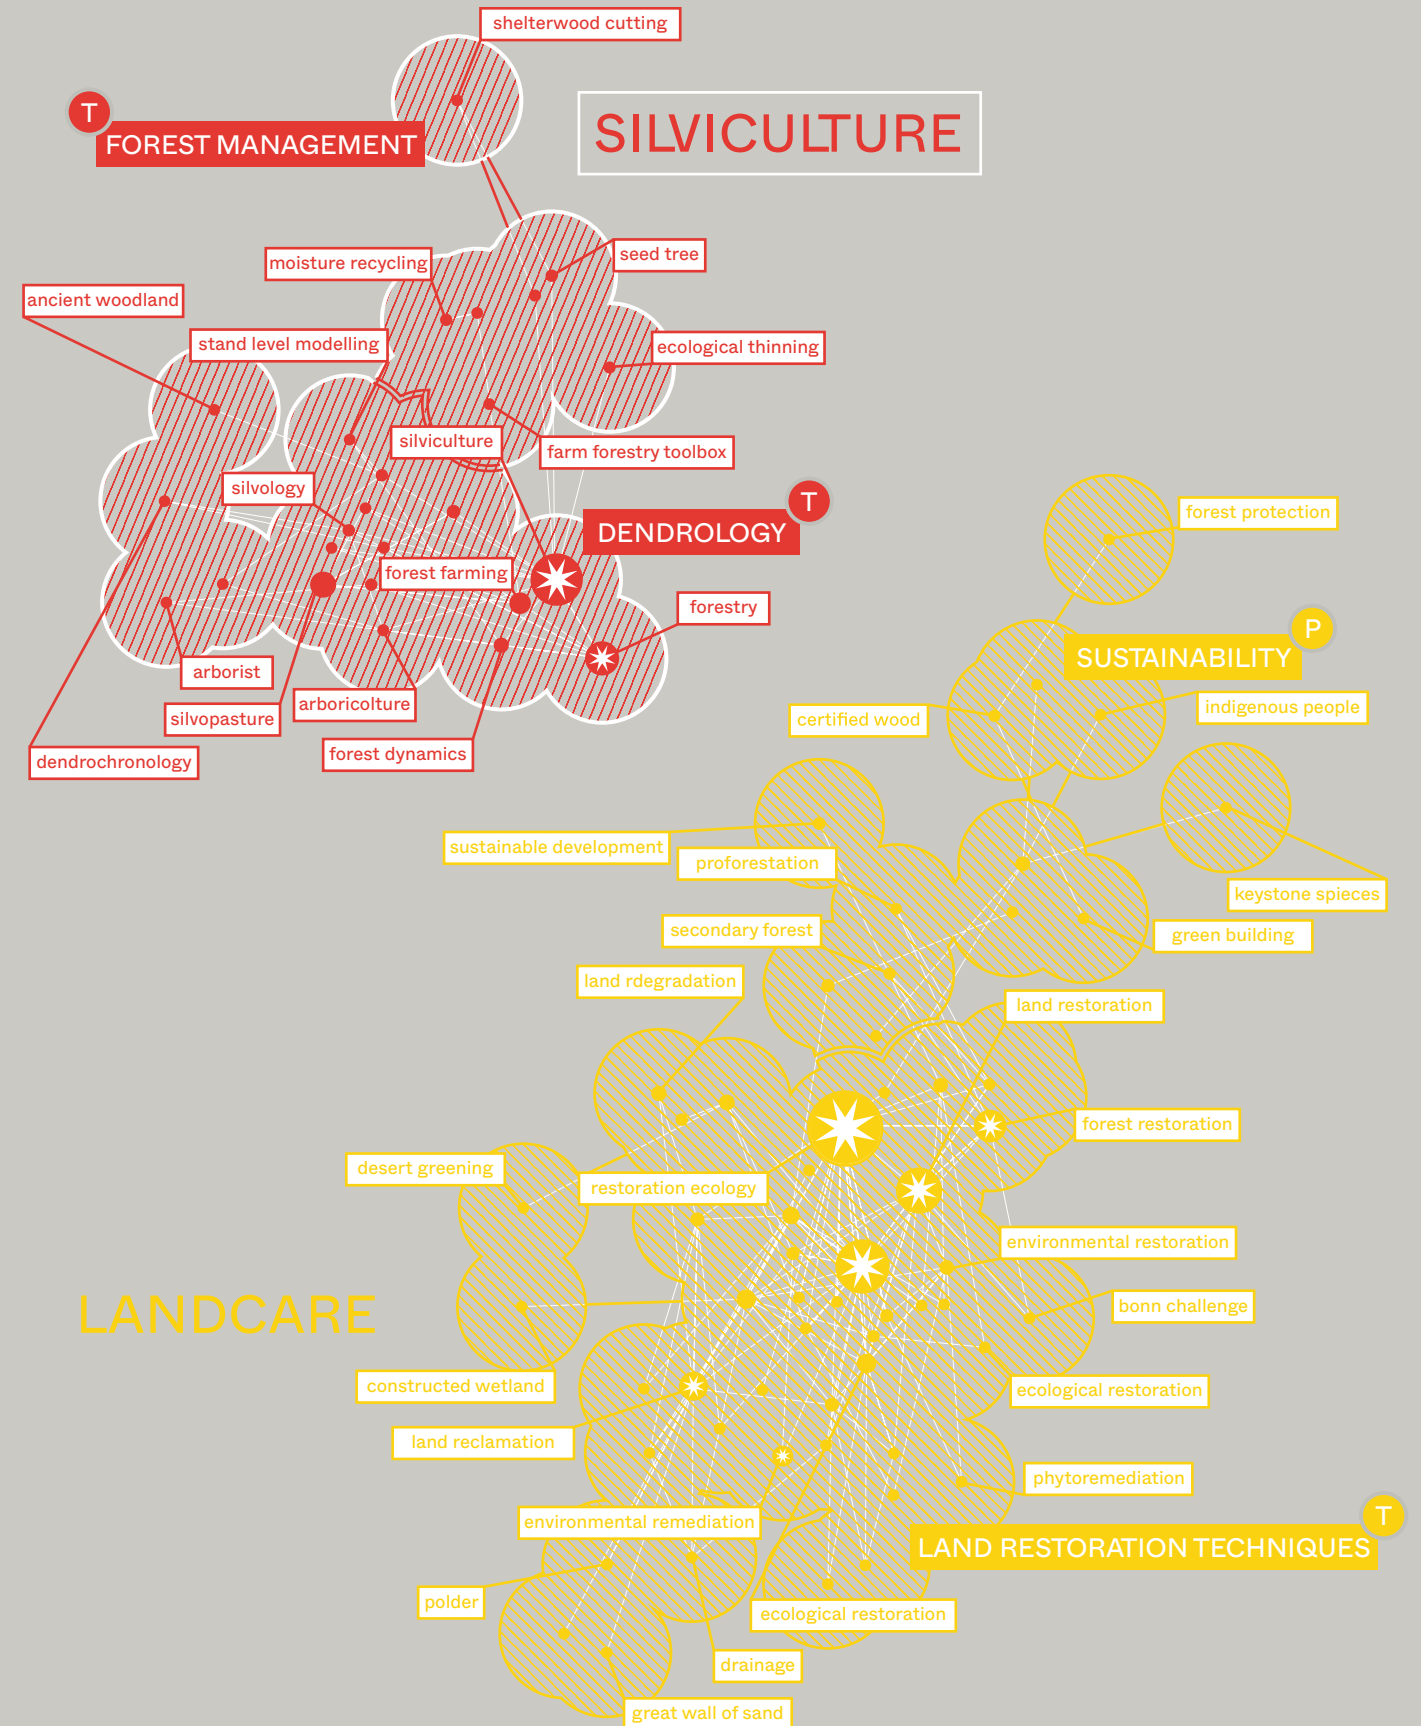 shelterwood cutting
T
FOREST MANAGEMENT
SILVICULTURE
moisture recycling
seed tree
ancient woodland
stand level modelling
ecological thinning
silviculture
farm forestry toolbox
silvology
T
DENDROLOGY
forest farming
forestry
arborist
arboricolture
silvopasture
forest dynamics
dendrochronology
forest protection
P
SUSTAINABILITY
certified wood
indigenous people
sustainable development
proforestation
keystone spieces
secondary forest
green building
land rdegradation
land restoration
forest restoration
desert greening
restoration ecology
environmental restoration
LANDCARE
bonn challenge
constructed wetland
ecological restoration
land reclamation
phytoremediation
environmental remediation
T
LAND RESTORATION TECHNIQUES
polder
ecological restoration
drainage
great wall of sand